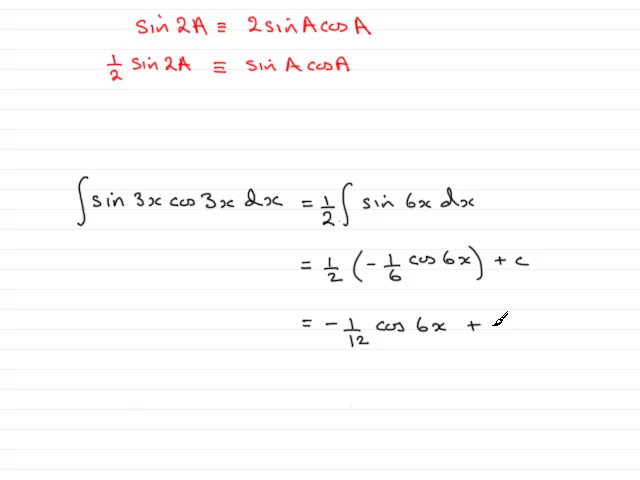 sin 2A ≡ 2 sin A cos A
1/2 sin 2A ≡ sin A cos A
∫ sin 3x cos 3x dx = 1/2 ∫ sin 6x dx
= 1/2 (− 1/6 cos 6x) + c
= − 1/12 cos 6x +